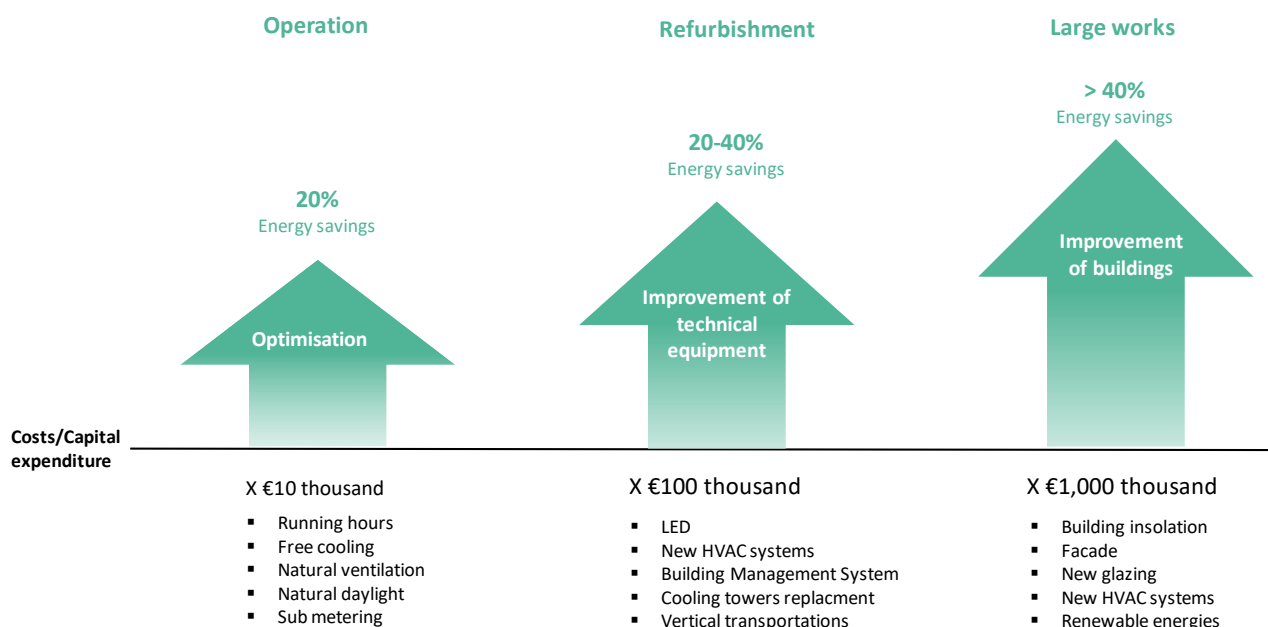 Operation
Refurbishment
Large works
> 40%
Energy savings
20-40%
Energy savings
20%
Energy savings
Improvement
of buildings
Improvement of
technical
equipment
Optimisation
Costs/Capital
expenditure
X €10 thousand
▪ Running hours
▪ Free cooling
▪ Natural ventilation
▪ Natural daylight
▪ Sub metering
X €100 thousand
▪ LED
▪ New HVAC systems
▪ Building Management System
▪ Cooling towers replacment
▪ Vertical transportations
X €1,000 thousand
▪ Building insolation
▪ Facade
▪ New glazing
▪ New HVAC systems
▪ Renewable energies